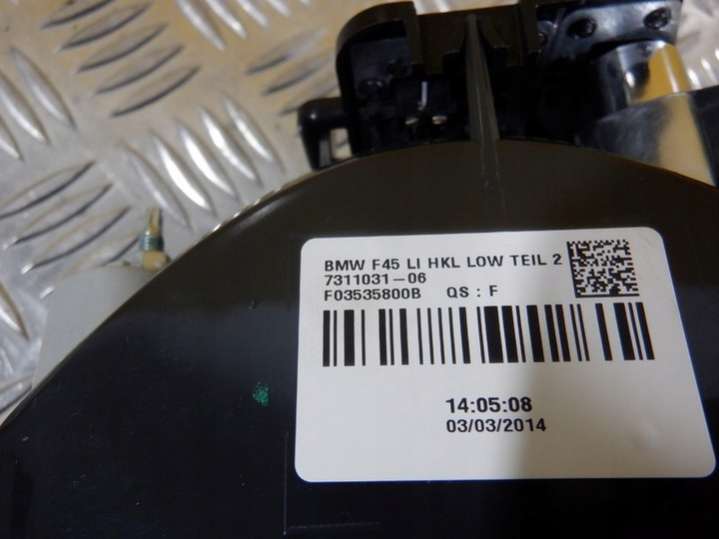 BMW F45 LI HKL LOW TEIL 2
7311031-06
F03535800B QS : F
14:05:08
03/03/2014